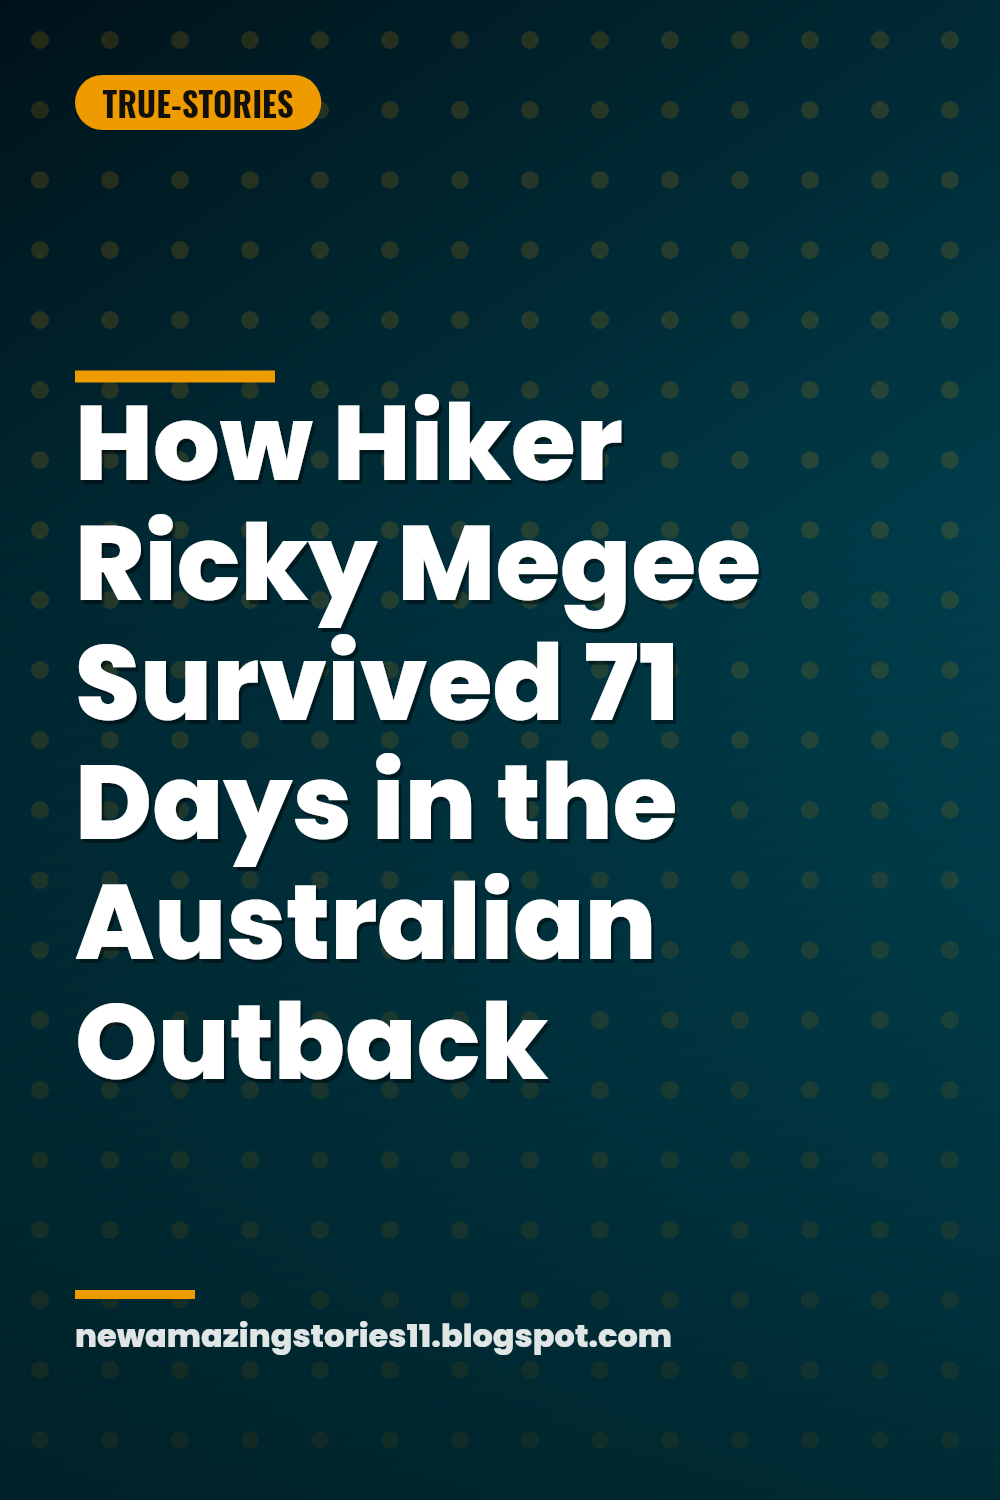 TRUE-STORIES
How Hiker
Ricky Megee
Survived 71
Days in the
Australian
Outback
newamazingstories11.blogspot.com